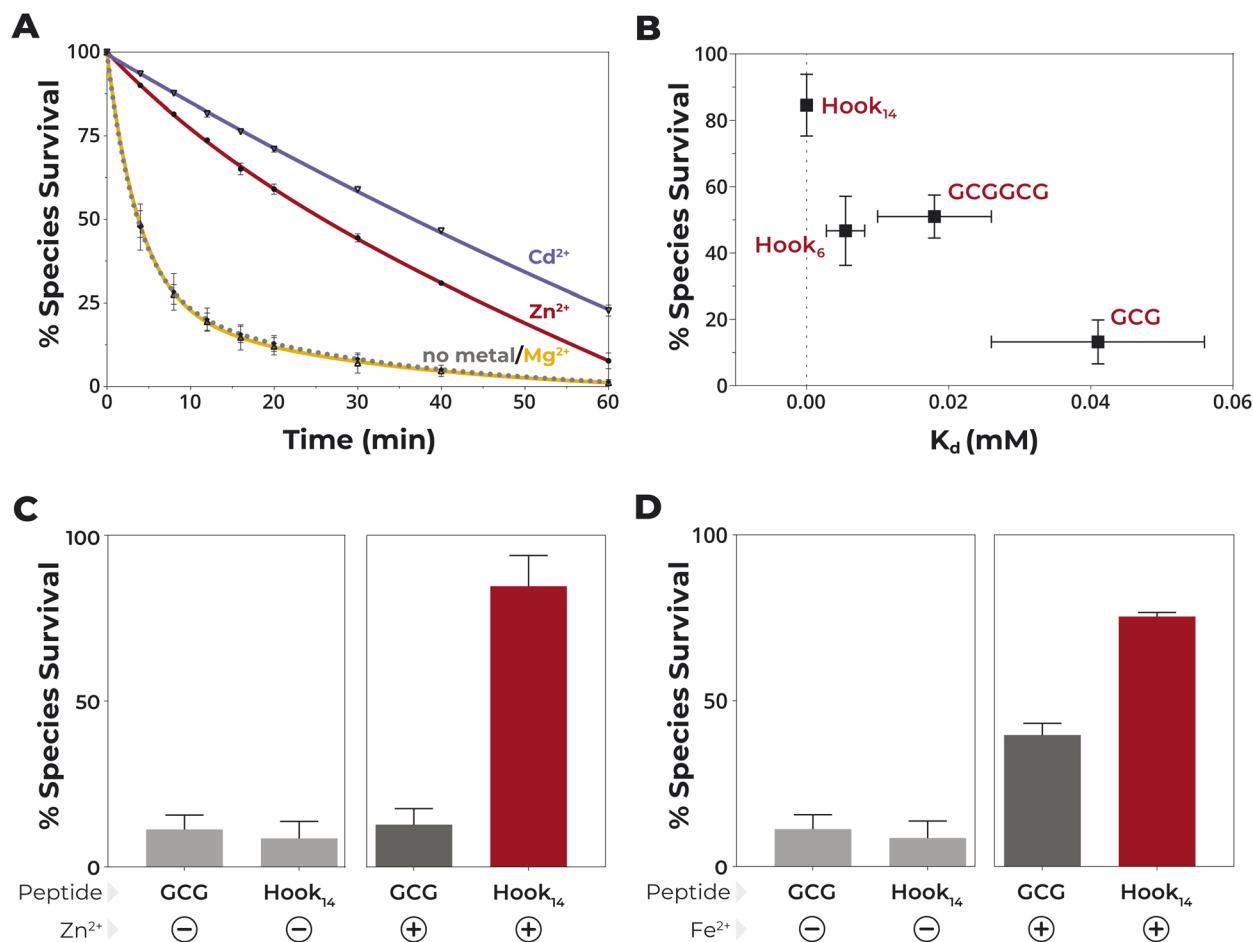 A
% Species Survival
100
75
50
25
0
Cd²⁺
Zn²⁺
no metal/Mg²⁺
0 10 20 30 40 50 60
Time (min)
B
% Species Survival
100
80
60
40
20
0
Hook₁₄
GCGGCG
Hook₆
GCG
0.00 0.02 0.04 0.06
K_d (mM)
C
% Species Survival
100
50
0
Peptide GCG Hook₁₄ GCG Hook₁₄
Zn²⁺ − − + +
D
% Species Survival
100
50
0
Peptide GCG Hook₁₄ GCG Hook₁₄
Fe²⁺ − − + +